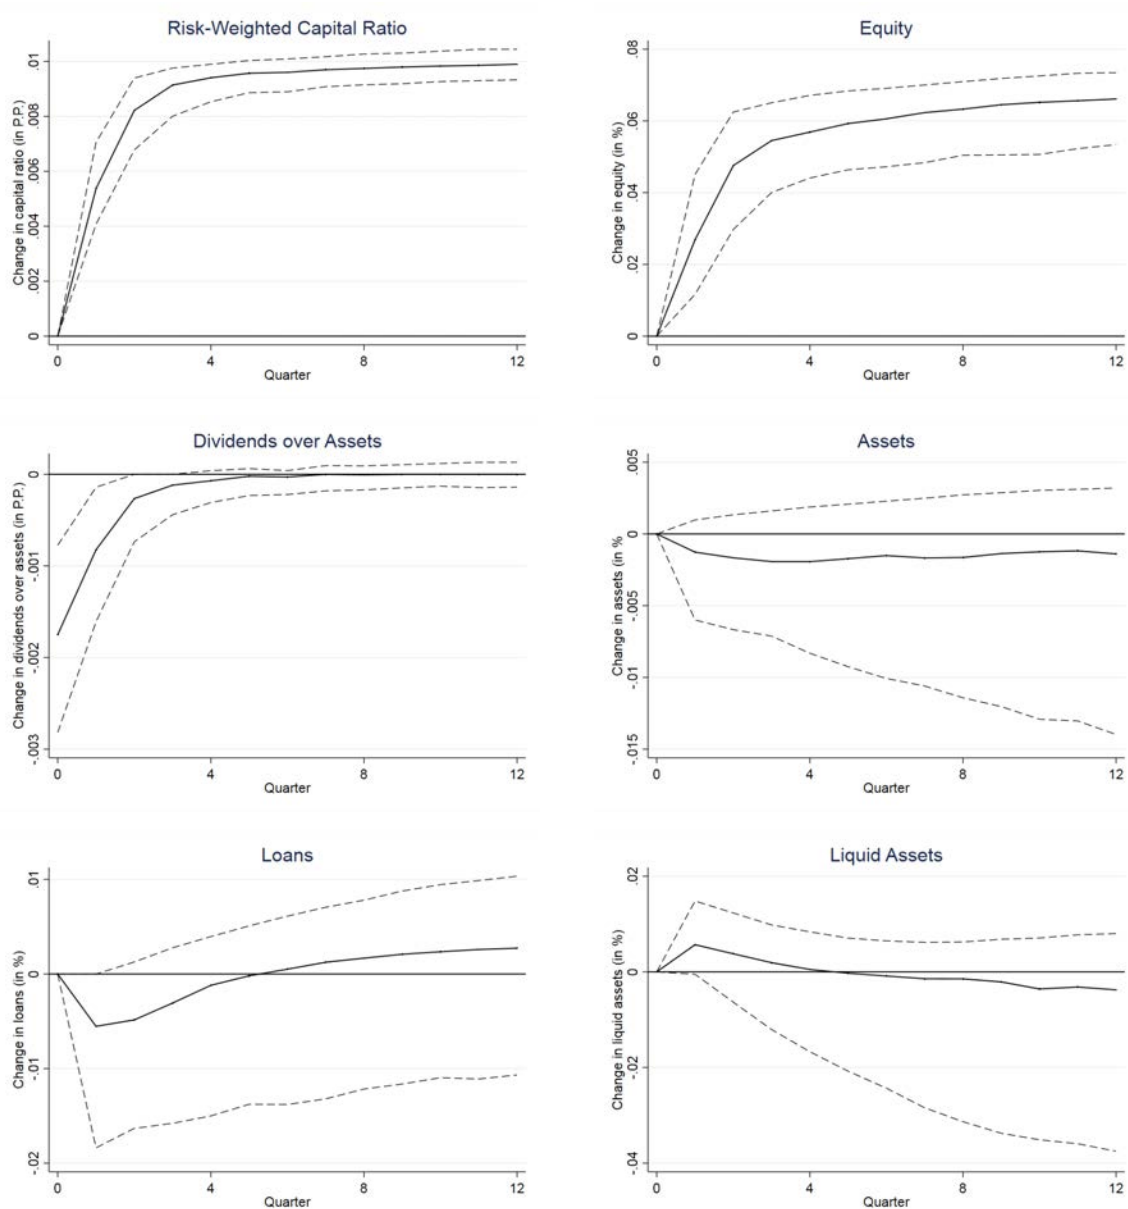 Risk-Weighted Capital Ratio
Change in capital ratio (in P.P.)
.01
.008
.006
.004
.002
0
0 4 8 12
Quarter
Equity
Change in equity (in %)
.08
.06
.04
.02
0
0 4 8 12
Quarter
Dividends over Assets
Change in dividends over assets (in P.P.)
0
-.001
-.002
-.003
0 4 8 12
Quarter
Assets
Change in assets (in %
.005
0
-.005
-.01
-.015
0 4 8 12
Quarter
Loans
Change in loans (in %)
.01
0
-.01
-.02
0 4 8 12
Quarter
Liquid Assets
Change in liquid assets (in %)
.02
0
-.02
-.04
0 4 8 12
Quarter